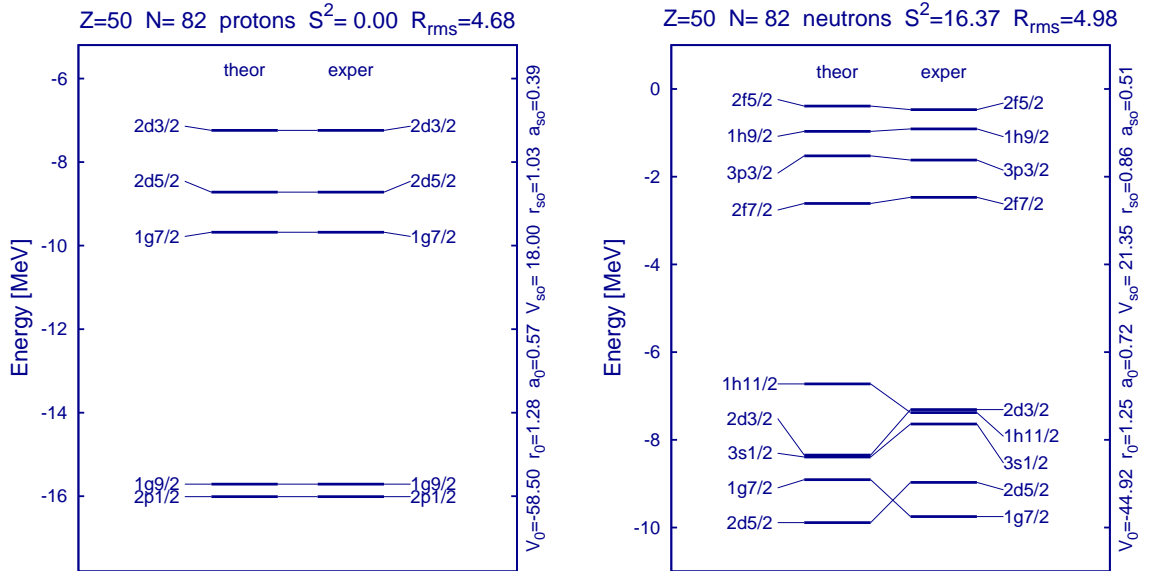 Z=50 N= 82 protons S²= 0.00 Rrms=4.68
theor exper
-6
-8
-10
-12
-14
-16
Energy [MeV]
2d3/2 2d3/2
2d5/2 2d5/2
1g7/2 1g7/2
1g9/2 1g9/2
2p1/2 2p1/2
V0=-58.50 r0=1.28 a0=0.57 Vso= 18.00 rso=1.03 aso=0.39
Z=50 N= 82 neutrons S²=16.37 Rrms=4.98
theor exper
0
-2
-4
-6
-8
-10
Energy [MeV]
2f5/2 2f5/2
1h9/2 1h9/2
3p3/2 3p3/2
2f7/2 2f7/2
1h11/2 2d3/2
2d3/2 1h11/2
3s1/2 3s1/2
1g7/2 2d5/2
2d5/2 1g7/2
V0=-44.92 r0=1.25 a0=0.72 Vso= 21.35 rso=0.86 aso=0.51